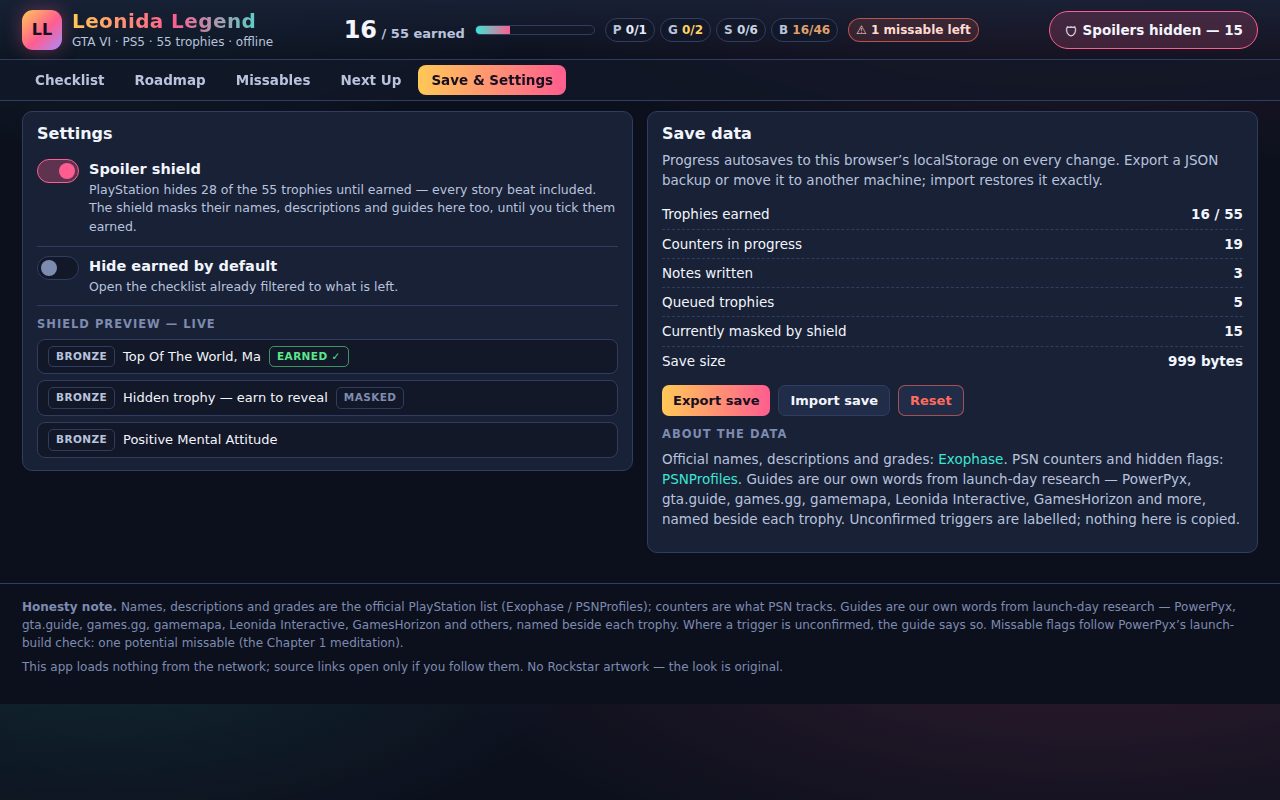 LL
Leonida Legend
GTA VI · PS5 · 55 trophies · offline
16 / 55 earned
P 0/1
G 0/2
S 0/6
B 16/46
⚠ 1 missable left
Spoilers hidden — 15
Checklist
Roadmap
Missables
Next Up
Save & Settings
Settings
Spoiler shield
PlayStation hides 28 of the 55 trophies until earned — every story beat included.
The shield masks their names, descriptions and guides here too, until you tick them
earned.
Hide earned by default
Open the checklist already filtered to what is left.
SHIELD PREVIEW — LIVE
BRONZE Top Of The World, Ma EARNED ✓
BRONZE Hidden trophy — earn to reveal MASKED
BRONZE Positive Mental Attitude
Save data
Progress autosaves to this browser’s localStorage on every change. Export a JSON
backup or move it to another machine; import restores it exactly.
Trophies earned 16 / 55
Counters in progress 19
Notes written 3
Queued trophies 5
Currently masked by shield 15
Save size 999 bytes
Export save
Import save
Reset
ABOUT THE DATA
Official names, descriptions and grades: Exophase. PSN counters and hidden flags:
PSNProfiles. Guides are our own words from launch-day research — PowerPyx,
gta.guide, games.gg, gamemapa, Leonida Interactive, GamesHorizon and more,
named beside each trophy. Unconfirmed triggers are labelled; nothing here is copied.
Honesty note. Names, descriptions and grades are the official PlayStation list (Exophase / PSNProfiles); counters are what PSN tracks. Guides are our own words from launch-day research — PowerPyx,
gta.guide, games.gg, gamemapa, Leonida Interactive, GamesHorizon and others, named beside each trophy. Where a trigger is unconfirmed, the guide says so. Missable flags follow PowerPyx’s launch-
build check: one potential missable (the Chapter 1 meditation).
This app loads nothing from the network; source links open only if you follow them. No Rockstar artwork — the look is original.